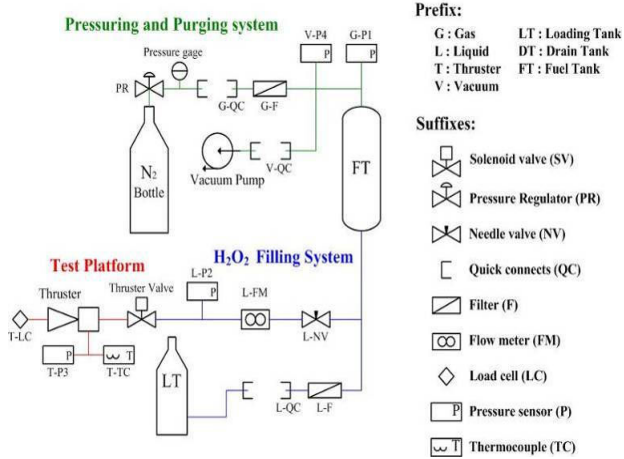 Pressuring and Purging system
V-P4
G-P1
P
P
Pressure gage
PR
G-QC
G-F
N2
Bottle
Vacuum Pump
V-QC
FT
Test Platform
H2O2 Filling System
L-P2
P
Thruster
Thruster Valve
L-FM
T-LC
L-NV
P
T
T-P3
T-TC
LT
L-QC
L-F
Prefix:
G : Gas
LT : Loading Tank
L : Liquid
DT : Drain Tank
T : Thruster
FT : Fuel Tank
V : Vacuum
Suffixes:
Solenoid valve (SV)
Pressure Regulator (PR)
Needle valve (NV)
Quick connects (QC)
Filter (F)
Flow meter (FM)
Load cell (LC)
P
Pressure sensor (P)
T
Thermocouple (TC)